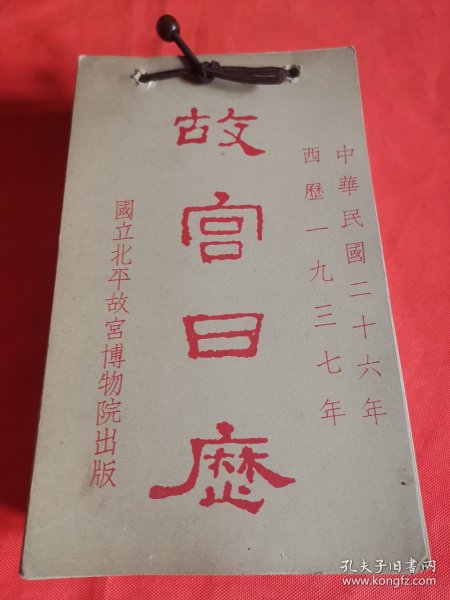 中華民國二十六年
西歷一九三七年
故宮日歷
國立北平故宮博物院出版
孔夫子旧书网
www.kongfz.com